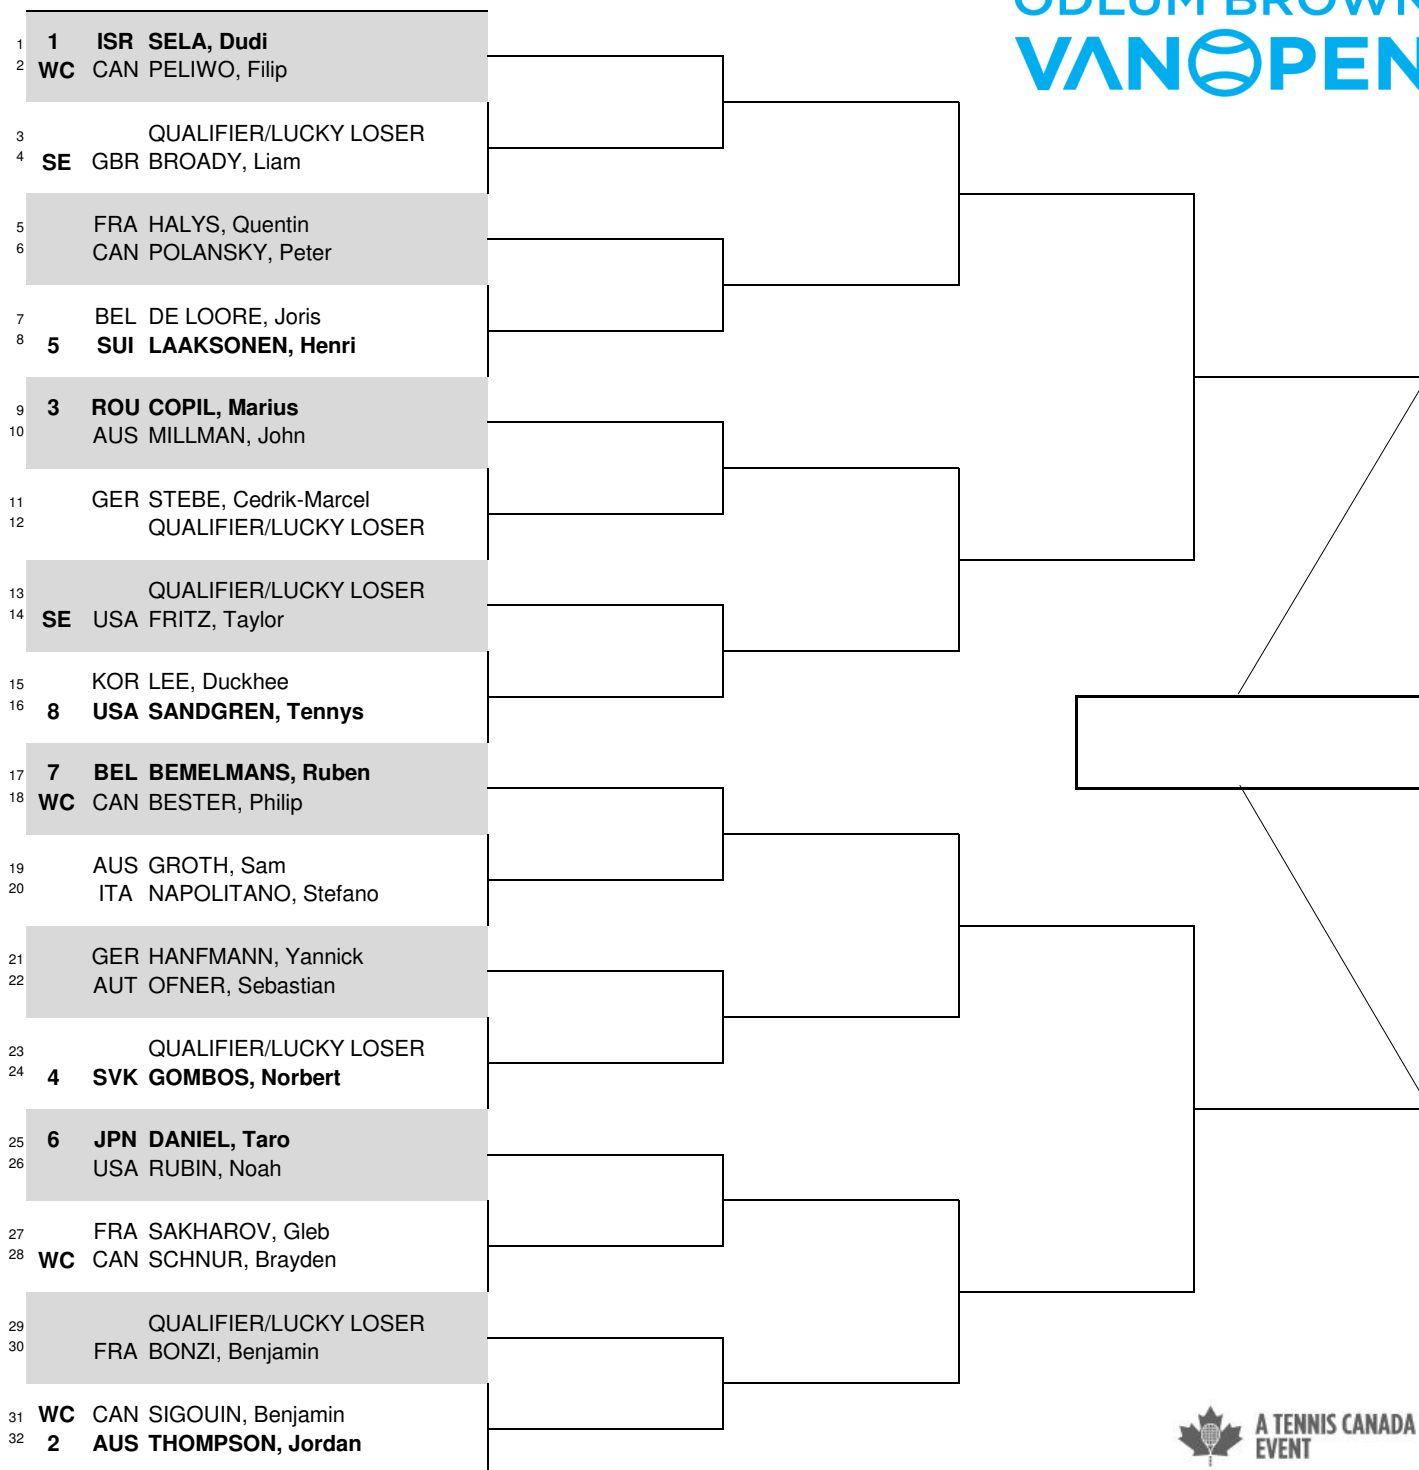 ODLUM BROWN
VANOPEN
1 1 ISR SELA, Dudi
2 WC CAN PELIWO, Filip
3 QUALIFIER/LUCKY LOSER
4 SE GBR BROADY, Liam
5 FRA HALYS, Quentin
6 CAN POLANSKY, Peter
7 BEL DE LOORE, Joris
8 5 SUI LAAKSONEN, Henri
9 3 ROU COPIL, Marius
10 AUS MILLMAN, John
11 GER STEBE, Cedrik-Marcel
12 QUALIFIER/LUCKY LOSER
13 QUALIFIER/LUCKY LOSER
14 SE USA FRITZ, Taylor
15 KOR LEE, Duckhee
16 8 USA SANDGREN, Tennys
17 7 BEL BEMELMANS, Ruben
18 WC CAN BESTER, Philip
19 AUS GROTH, Sam
20 ITA NAPOLITANO, Stefano
21 GER HANFMANN, Yannick
22 AUT OFNER, Sebastian
23 QUALIFIER/LUCKY LOSER
24 4 SVK GOMBOS, Norbert
25 6 JPN DANIEL, Taro
26 USA RUBIN, Noah
27 FRA SAKHAROV, Gleb
28 WC CAN SCHNUR, Brayden
29 QUALIFIER/LUCKY LOSER
30 FRA BONZI, Benjamin
31 WC CAN SIGOUIN, Benjamin
32 2 AUS THOMPSON, Jordan
A TENNIS CANADA
EVENT